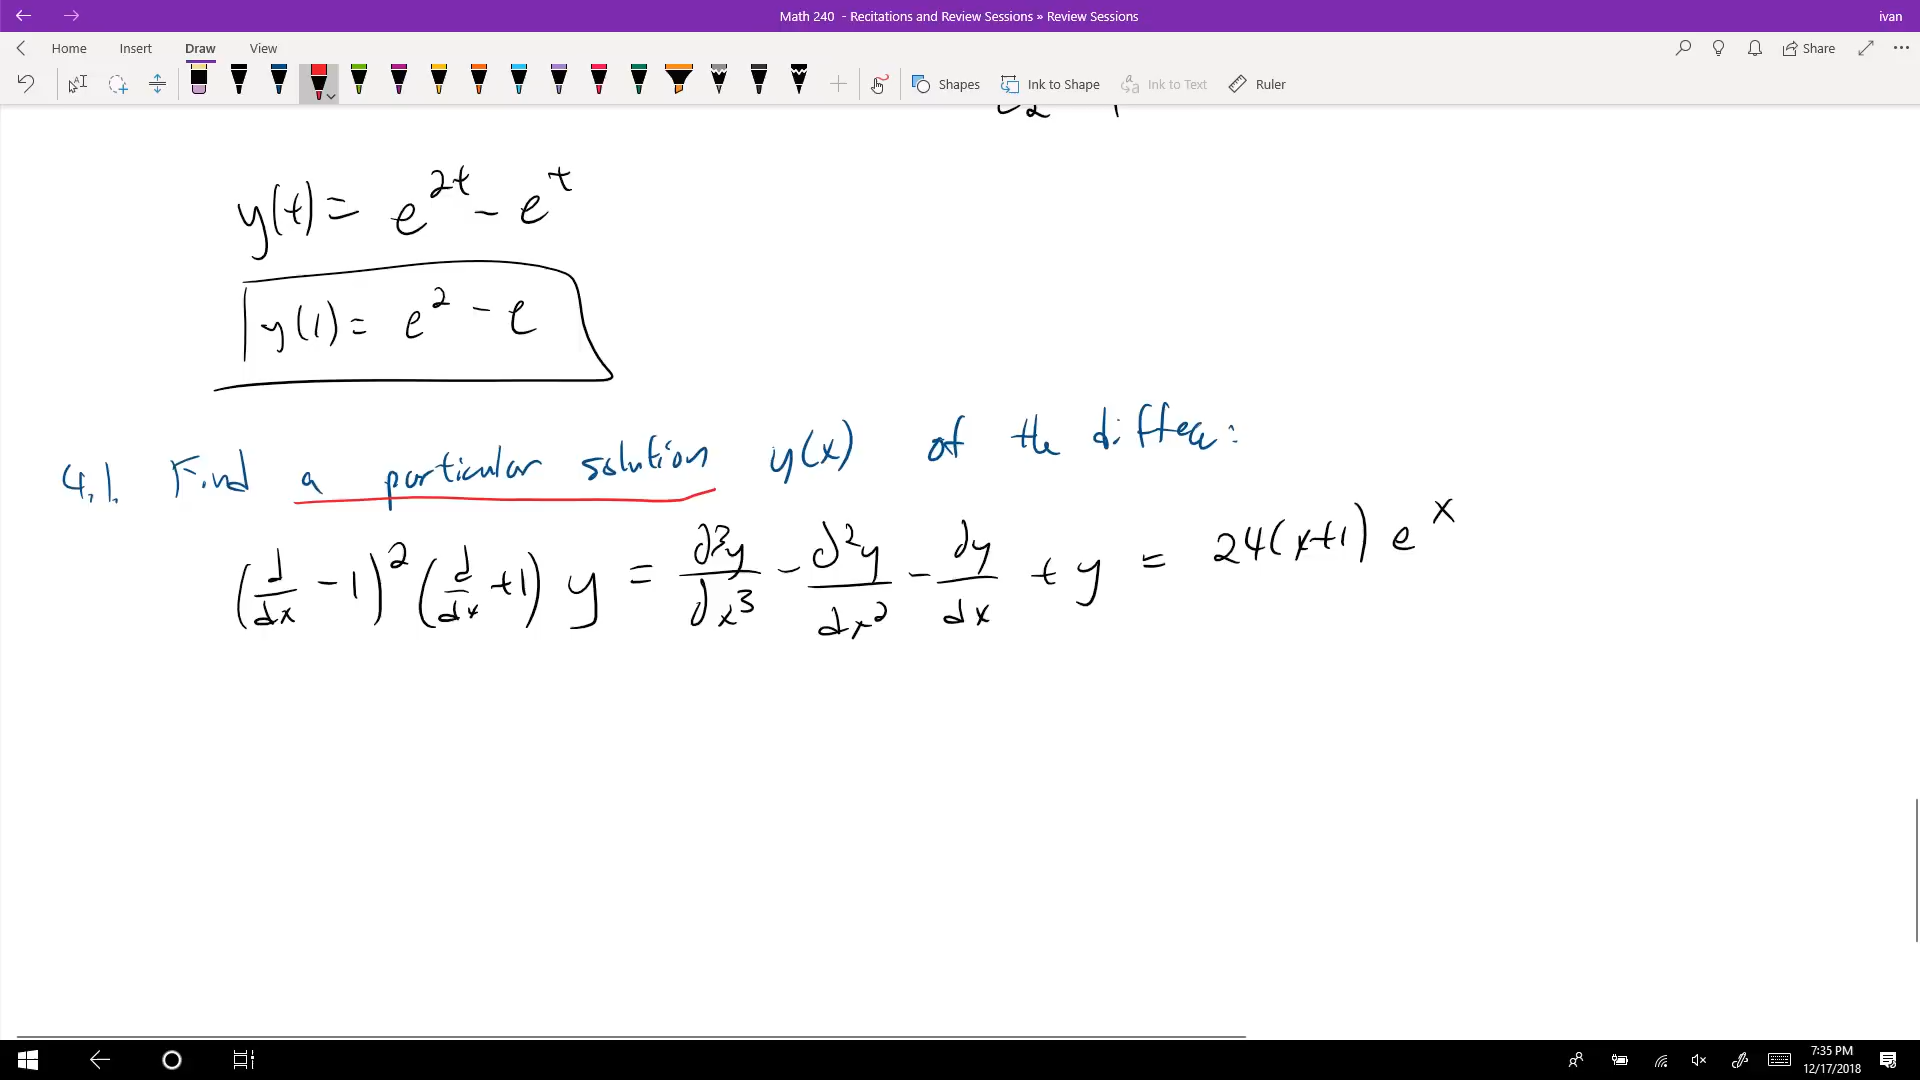 Math 240 - Recitations and Review Sessions » Review Sessions
ivan
Home Insert Draw View
Share
Shapes Ink to Shape Ink to Text Ruler
y(t) = e^{2t} - e^t
y(1) = e^2 - e
4.1. Find a particular solution y(x) of the diffeq:
(d/dx - 1)^2 (d/dx + 1) y = d^3y/dx^3 - d^2y/dx^2 - dy/dx + y = 24(x+1) e^x
7:35 PM
12/17/2018